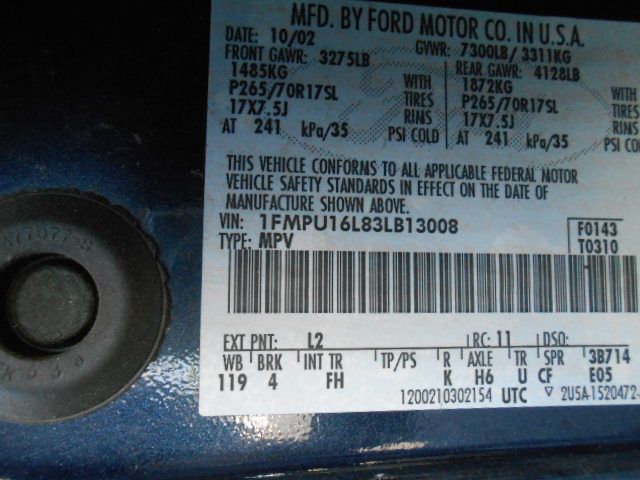 MFD. BY FORD MOTOR CO. IN U.S.A.
DATE: 10/02 GVWR: 7300LB/ 3311KG
FRONT GAWR: 3275LB REAR GAWR: 4128LB
1485KG WITH 1872KG WITH
P265/70R17SL TIRES P265/70R17SL TIRES
17X7.5J RIMS 17X7.5J RIMS
AT 241 kPa/35 PSI COLD AT 241 kPa/35 PSI COLD
THIS VEHICLE CONFORMS TO ALL APPLICABLE FEDERAL MOTOR
VEHICLE SAFETY STANDARDS IN EFFECT ON THE DATE OF
MANUFACTURE SHOWN ABOVE.
VIN: 1FMPU16L83LB13008 F0143
TYPE: MPV T0310
EXT PNT: L2 RC: 11 DSO:
WB BRK INT TR TP/PS R AXLE TR SPR 3B714
119 4 FH K H6 U CF E05
1200210302154 UTC ▽ 2U5A-1520472-